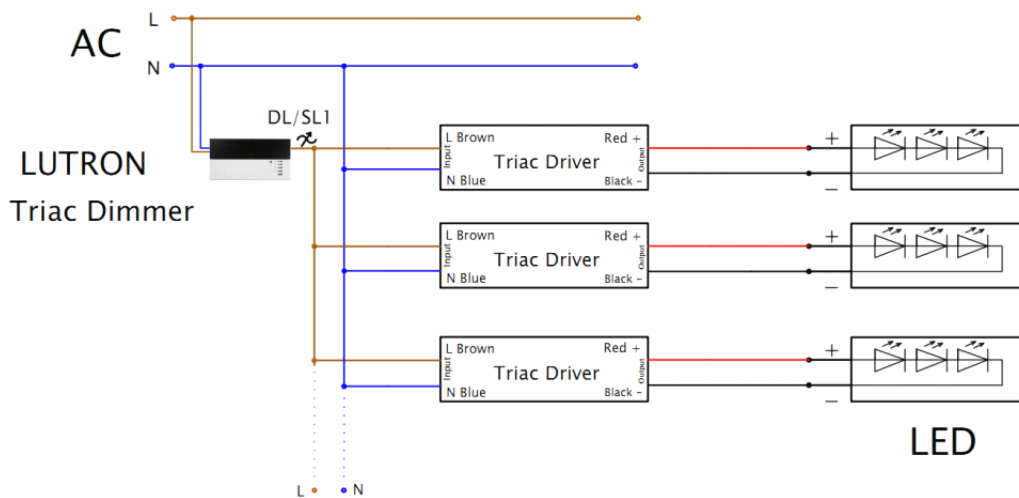 L
AC
N
DL/SL1
LUTRON
Triac Dimmer
L Brown
Red +
Input
Triac Driver
Output
N Blue
Black -
+
-
L Brown
Red +
Input
Triac Driver
Output
N Blue
Black -
+
-
L Brown
Red +
Input
Triac Driver
Output
N Blue
Black -
+
-
LED
L
N